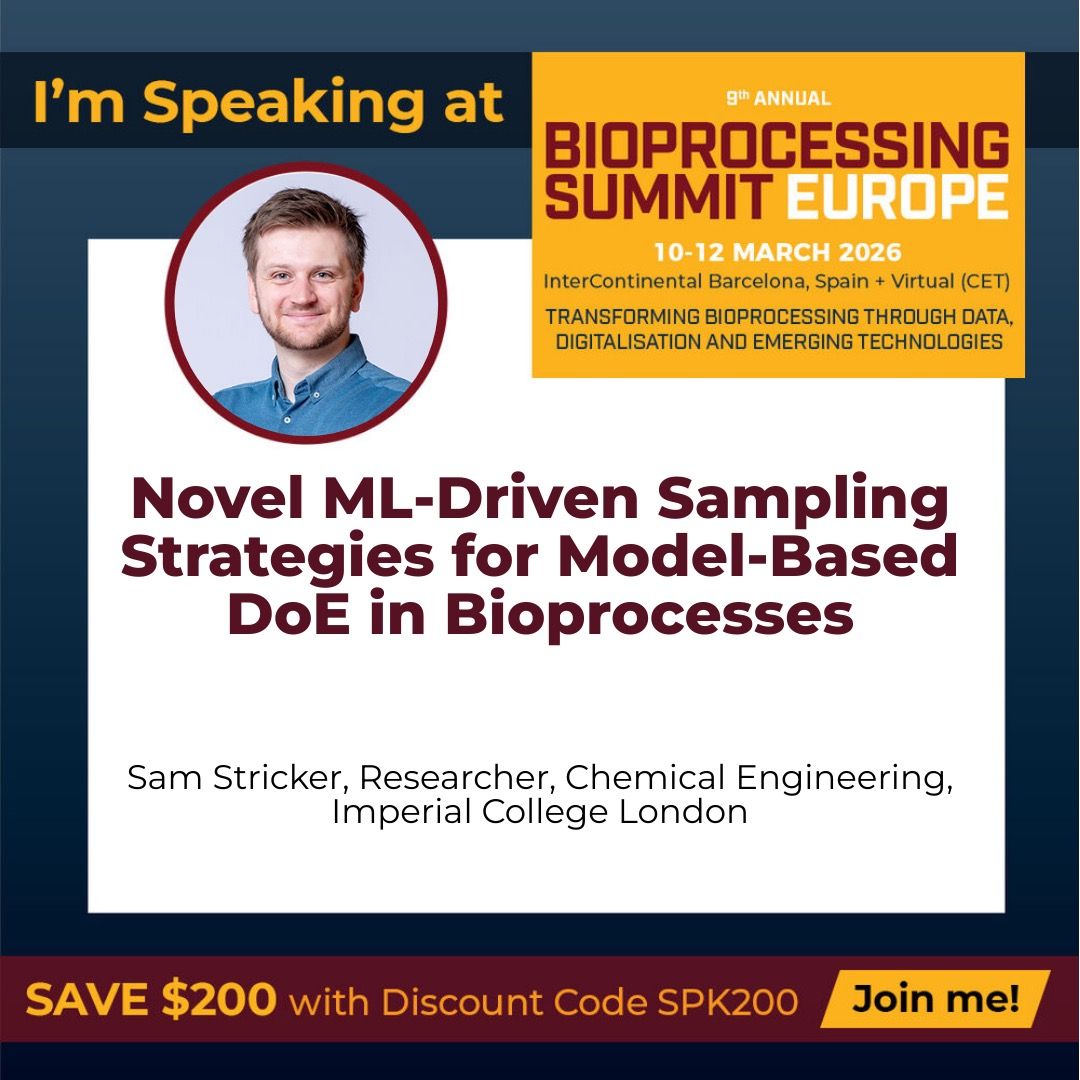 I’m Speaking at
9th ANNUAL
BIOPROCESSING
SUMMIT EUROPE
10-12 MARCH 2026
InterContinental Barcelona, Spain + Virtual (CET)
TRANSFORMING BIOPROCESSING THROUGH DATA,
DIGITALISATION AND EMERGING TECHNOLOGIES
Novel ML-Driven Sampling
Strategies for Model-Based
DoE in Bioprocesses
Sam Stricker, Researcher, Chemical Engineering,
Imperial College London
SAVE $200 with Discount Code SPK200
Join me!